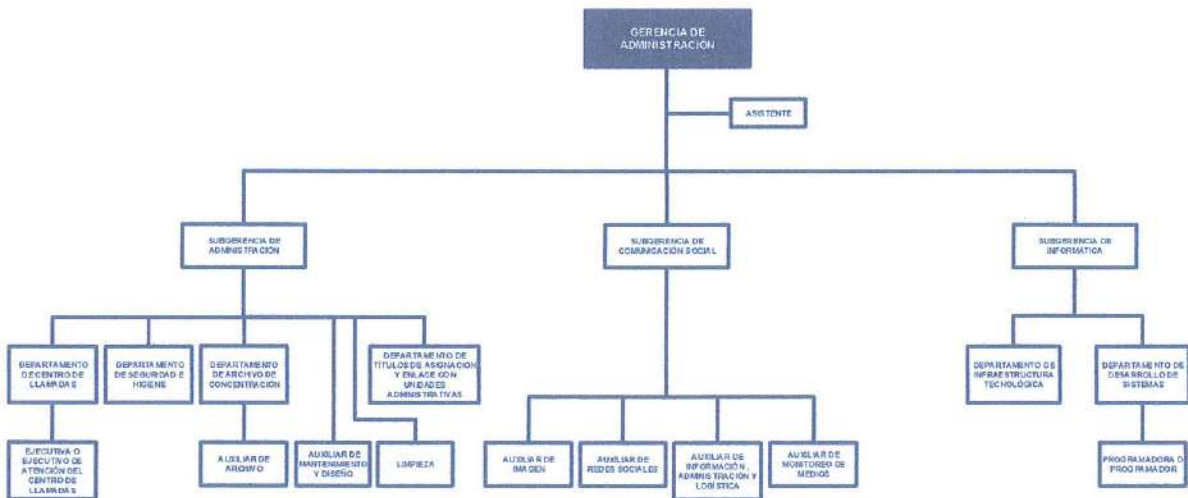 GERENCIA DE
ADMINISTRACIÓN
ASISTENTE
SUBGERENCIA DE
ADMINISTRACIÓN
SUBGERENCIA DE
COMUNICACIÓN SOCIAL
SUBGERENCIA DE
INFORMÁTICA
DEPARTAMENTO
DE CENTRO DE
LLAMADAS
DEPARTAMENTO
DE SEGURIDAD E
HIGIENE
DEPARTAMENTO
DE ARCHIVO DE
CONCENTRACIÓN
DEPARTAMENTO DE
TÍTULOS DE ASIGNACIÓN
Y ENLACE CON
UNIDADES
ADMINISTRATIVAS
DEPARTAMENTO DE
INFRAESTRUCTURA
TECNOLÓGICA
DEPARTAMENTO DE
DESARROLLO DE
SISTEMAS
EJECUTIVA O
EJECUTIVO DE
ATENCIÓN DEL
CENTRO DE
LLAMADAS
AUXILIAR DE
ARCHIVO
AUXILIAR DE
MANTENIMIENTO
Y DISEÑO
LIMPIEZA
AUXILIAR DE
IMAGEN
AUXILIAR DE
REDES SOCIALES
AUXILIAR DE
INFORMACIÓN,
ADMINISTRACIÓN Y
LOGÍSTICA
AUXILIAR DE
MONITOREO DE
MEDIOS
PROGRAMADORA O
PROGRAMADOR